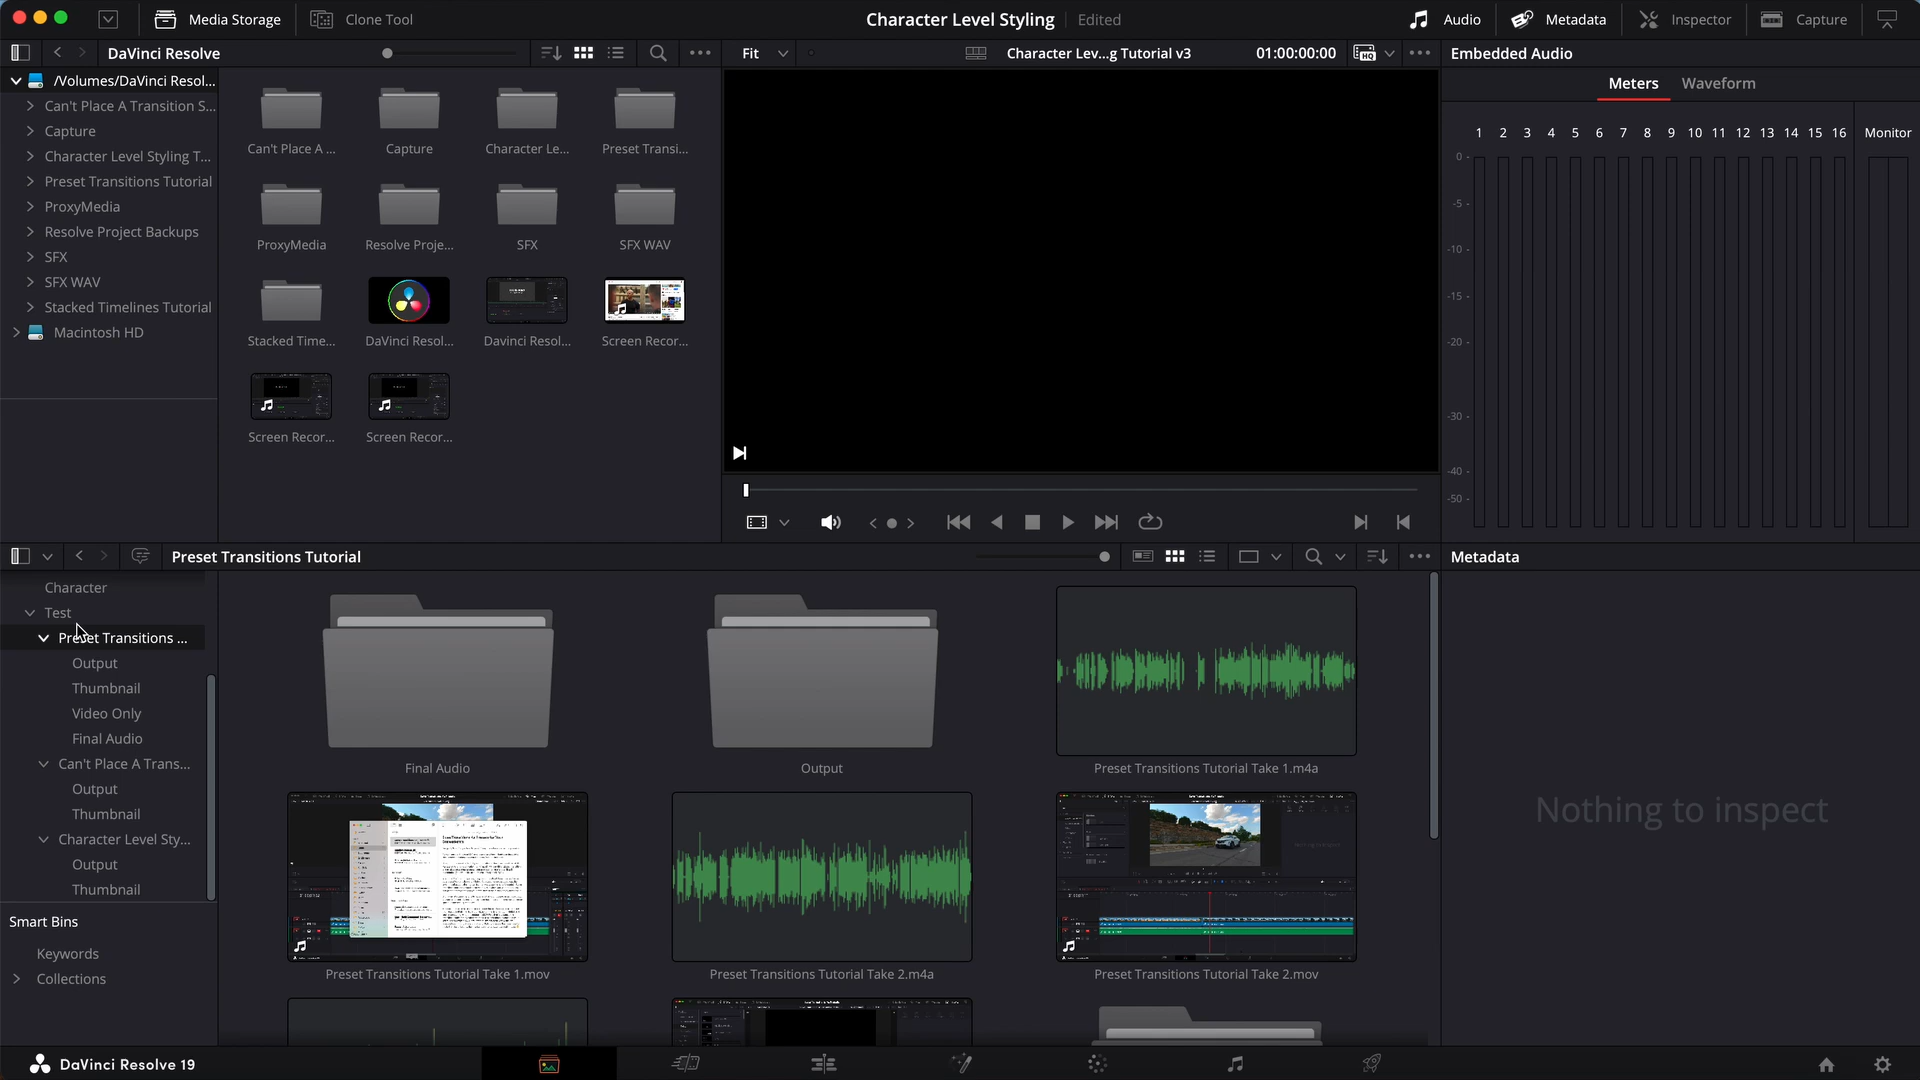 Media Storage
Clone Tool
Character Level Styling
Edited
Audio
Metadata
Inspector
Capture
DaVinci Resolve
Fit
Character Lev...g Tutorial v3
01:00:00:00
Embedded Audio
Meters
Waveform
/Volumes/DaVinci Resol...
Can't Place A Transition S...
Capture
Character Level Styling T...
Preset Transitions Tutorial
ProxyMedia
Resolve Project Backups
SFX
SFX WAV
Stacked Timelines Tutorial
Macintosh HD
Can't Place A ...
Capture
Character Le...
Preset Transi...
ProxyMedia
Resolve Proje...
SFX
SFX WAV
Stacked Time...
DaVinci Resol...
Davinci Resol...
Screen Recor...
Screen Recor...
Screen Recor...
1 2 3 4 5 6 7 8 9 10 11 12 13 14 15 16 Monitor
0 -
-5 -
-10 -
-15 -
-20 -
-30 -
-40 -
-50 -
Preset Transitions Tutorial
Metadata
Character
Test
Preset Transitions ...
Output
Thumbnail
Video Only
Final Audio
Can't Place A Trans...
Output
Thumbnail
Character Level Sty...
Output
Thumbnail
Smart Bins
Keywords
Collections
Final Audio
Output
Preset Transitions Tutorial Take 1.m4a
Preset Transitions Tutorial Take 1.mov
Preset Transitions Tutorial Take 2.m4a
Preset Transitions Tutorial Take 2.mov
Nothing to inspect
DaVinci Resolve 19